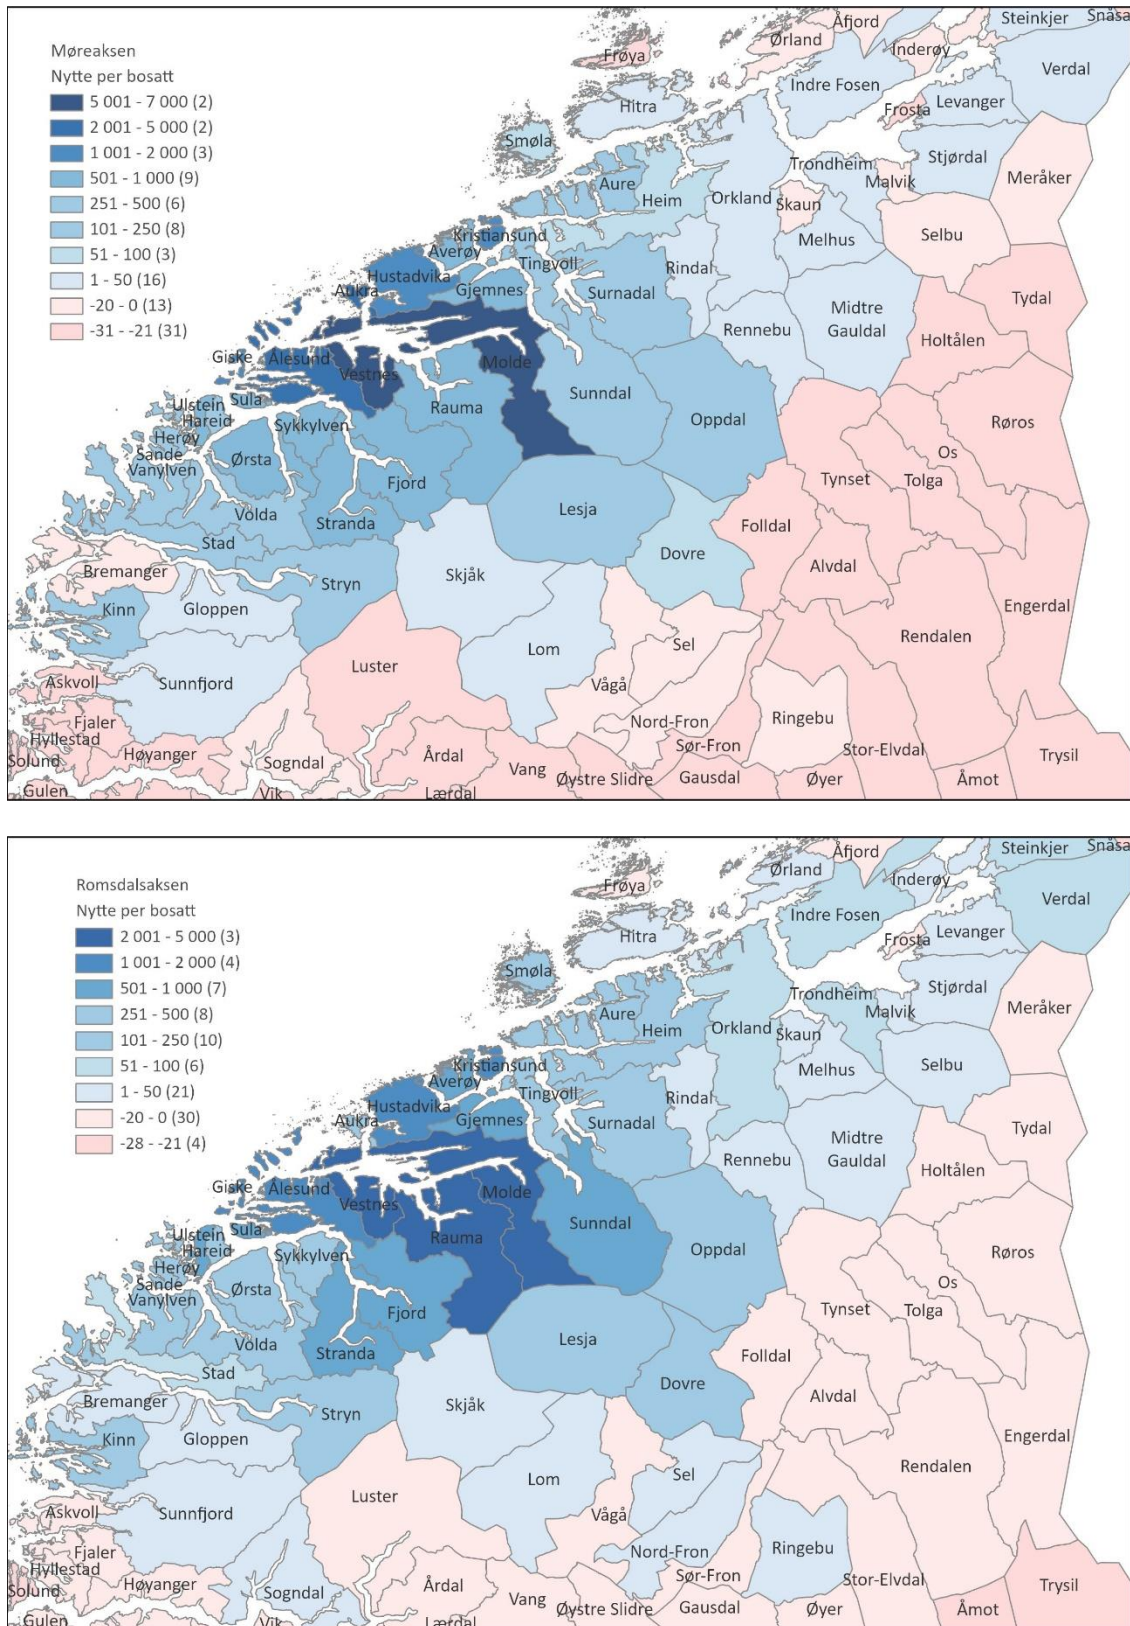 Møreaksen
Nytte per bosatt
5 001 - 7 000 (2)
2 001 - 5 000 (2)
1 001 - 2 000 (3)
501 - 1 000 (9)
251 - 500 (6)
101 - 250 (8)
51 - 100 (3)
1 - 50 (16)
-20 - 0 (13)
-31 - -21 (31)
Åfjord
Steinkjer
Snåsa
Ørland
Inderøy
Frøya
Verdal
Indre Fosen
Hitra
Levanger
Frosta
Smøla
Stjørdal
Trondheim
Malvik
Meråker
Aure
Heim
Orkland
Skaun
Selbu
Kristiansund
Melhus
Averøy
Tingvoll
Rindal
Hustadvika
Aukra
Gjemnes
Surnadal
Tydal
Midtre
Gauldal
Rennebu
Holtålen
Giske
Ålesund
Vestnes
Molde
Sunndal
Sula
Rauma
Ulstein
Hareid
Sykkylven
Oppdal
Røros
Herøy
Sande
Vanylven
Ørsta
Os
Tynset
Tolga
Fjord
Lesja
Volda
Stranda
Folldal
Stad
Dovre
Alvdal
Bremanger
Skjåk
Stryn
Kinn
Gloppen
Engerdal
Rendalen
Sel
Lom
Luster
Askvoll
Sunnfjord
Vågå
Fjaler
Nord-Fron
Ringebu
Hyllestad
Sør-Fron
Stor-Elvdal
Solund
Høyanger
Sogndal
Årdal
Vang
Trysil
Øystre Slidre
Gausdal
Øyer
Åmot
Gulen
Vik
Lærdal
Romsdalsaksen
Nytte per bosatt
2 001 - 5 000 (3)
1 001 - 2 000 (4)
501 - 1 000 (7)
251 - 500 (8)
101 - 250 (10)
51 - 100 (6)
1 - 50 (21)
-20 - 0 (30)
-28 - -21 (4)
Åfjord
Steinkjer
Snåsa
Ørland
Inderøy
Frøya
Verdal
Indre Fosen
Hitra
Levanger
Frosta
Smøla
Stjørdal
Trondheim
Malvik
Meråker
Aure
Heim
Orkland
Skaun
Selbu
Kristiansund
Melhus
Averøy
Tingvoll
Rindal
Hustadvika
Aukra
Gjemnes
Surnadal
Tydal
Midtre
Gauldal
Rennebu
Holtålen
Giske
Ålesund
Vestnes
Molde
Sunndal
Sula
Rauma
Ulstein
Hareid
Sykkylven
Oppdal
Røros
Herøy
Sande
Vanylven
Ørsta
Os
Tynset
Tolga
Fjord
Lesja
Volda
Stranda
Folldal
Stad
Dovre
Alvdal
Bremanger
Skjåk
Stryn
Kinn
Gloppen
Engerdal
Rendalen
Sel
Lom
Luster
Askvoll
Sunnfjord
Vågå
Fjaler
Nord-Fron
Ringebu
Hyllestad
Sør-Fron
Stor-Elvdal
Solund
Høyanger
Sogndal
Årdal
Vang
Trysil
Øystre Slidre
Gausdal
Øyer
Åmot
Gulen
Vik
Lærdal